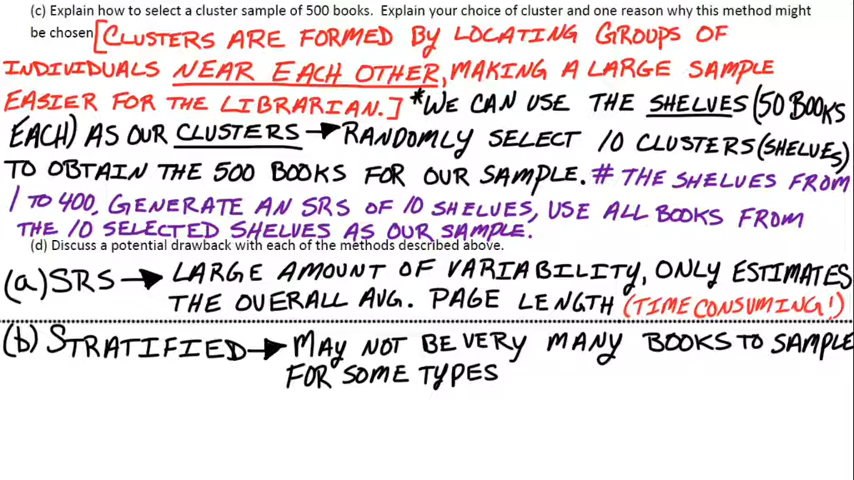 (c) Explain how to select a cluster sample of 500 books.  Explain your choice of cluster and one reason why this method might
be chosen [CLUSTERS ARE FORMED BY LOCATING GROUPS OF
INDIVIDUALS NEAR EACH OTHER, MAKING A LARGE SAMPLE
EASIER FOR THE LIBRARIAN.] *WE CAN USE THE SHELVES (50 BOOKS
EACH) AS OUR CLUSTERS → RANDOMLY SELECT 10 CLUSTERS (SHELVES)
TO OBTAIN THE 500 BOOKS FOR OUR SAMPLE. # THE SHELVES FROM
1 TO 400, GENERATE AN SRS OF 10 SHELVES, USE ALL BOOKS FROM
THE 10 SELECTED SHELVES AS OUR SAMPLE.
(d) Discuss a potential drawback with each of the methods described above.
(a) SRS → LARGE AMOUNT OF VARIABILITY, ONLY ESTIMATES
THE OVERALL AVG. PAGE LENGTH (TIME CONSUMING!)
(b) STRATIFIED → MAY NOT BE VERY MANY BOOKS TO SAMPLE
FOR SOME TYPES